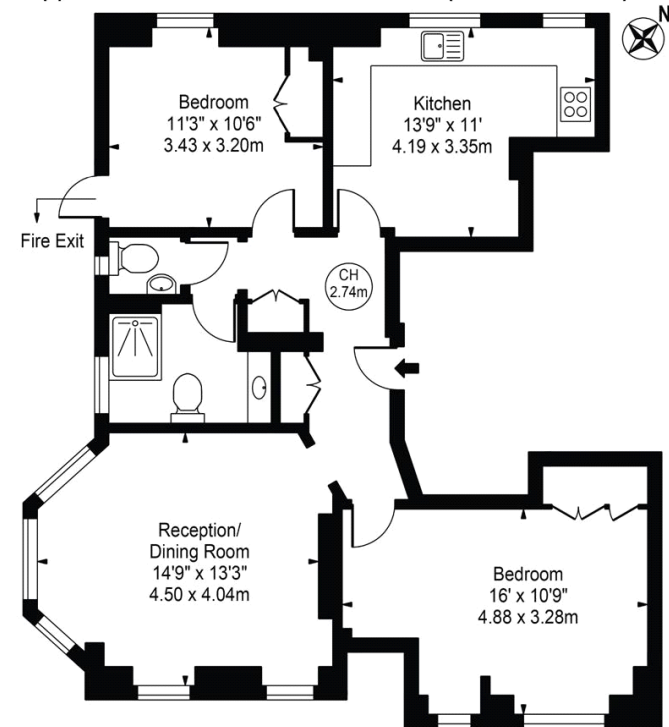 N
Bedroom
11'3" x 10'6"
3.43 x 3.20m
Kitchen
13'9" x 11'
4.19 x 3.35m
Fire Exit
CH
2.74m
Reception/
Dining Room
14'9" x 13'3"
4.50 x 4.04m
Bedroom
16' x 10'9"
4.88 x 3.28m